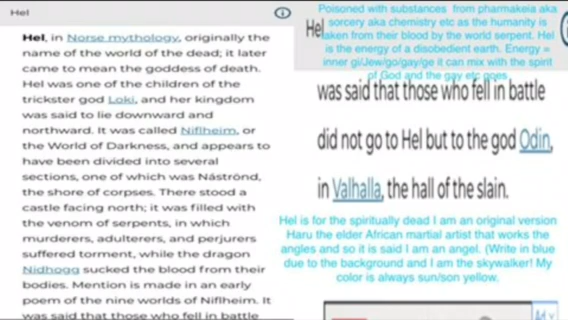 Hel
Hel, in Norse mythology, originally the
name of the world of the dead; it later
came to mean the goddess of death.
Hel was one of the children of the
trickster god Loki, and her kingdom
was said to lie downward and
northward. It was called Niflheim, or
the World of Darkness, and appears to
have been divided into several
sections, one of which was Náströnd,
the shore of corpses. There stood a
castle facing north; it was filled with
the venom of serpents, in which
murderers, adulterers, and perjurers
suffered torment, while the dragon
Nidhogg sucked the blood from their
bodies. Mention is made in an early
poem of the nine worlds of Niflheim. It
was said that those who fell in battle
Poisoned with substances from pharmakeia aka
sorcery aka chemistry etc as the humanity is
taken from their blood by the world serpent. Hel
is the energy of a disobedient earth. Energy =
inner gi/Jew/go/gay/ge it can mix with the spirit
of God and the gay etc goes
Hel
was said that those who fell in battle
did not go to Hel but to the god Odin,
in Valhalla, the hall of the slain.
Hel is for the spiritually dead I am an original version
Haru the elder African martial artist that works the
angles and so it is said I am an angel. (Write in blue
due to the background and I am the skywalker! My
color is always sun/son yellow.
Ad